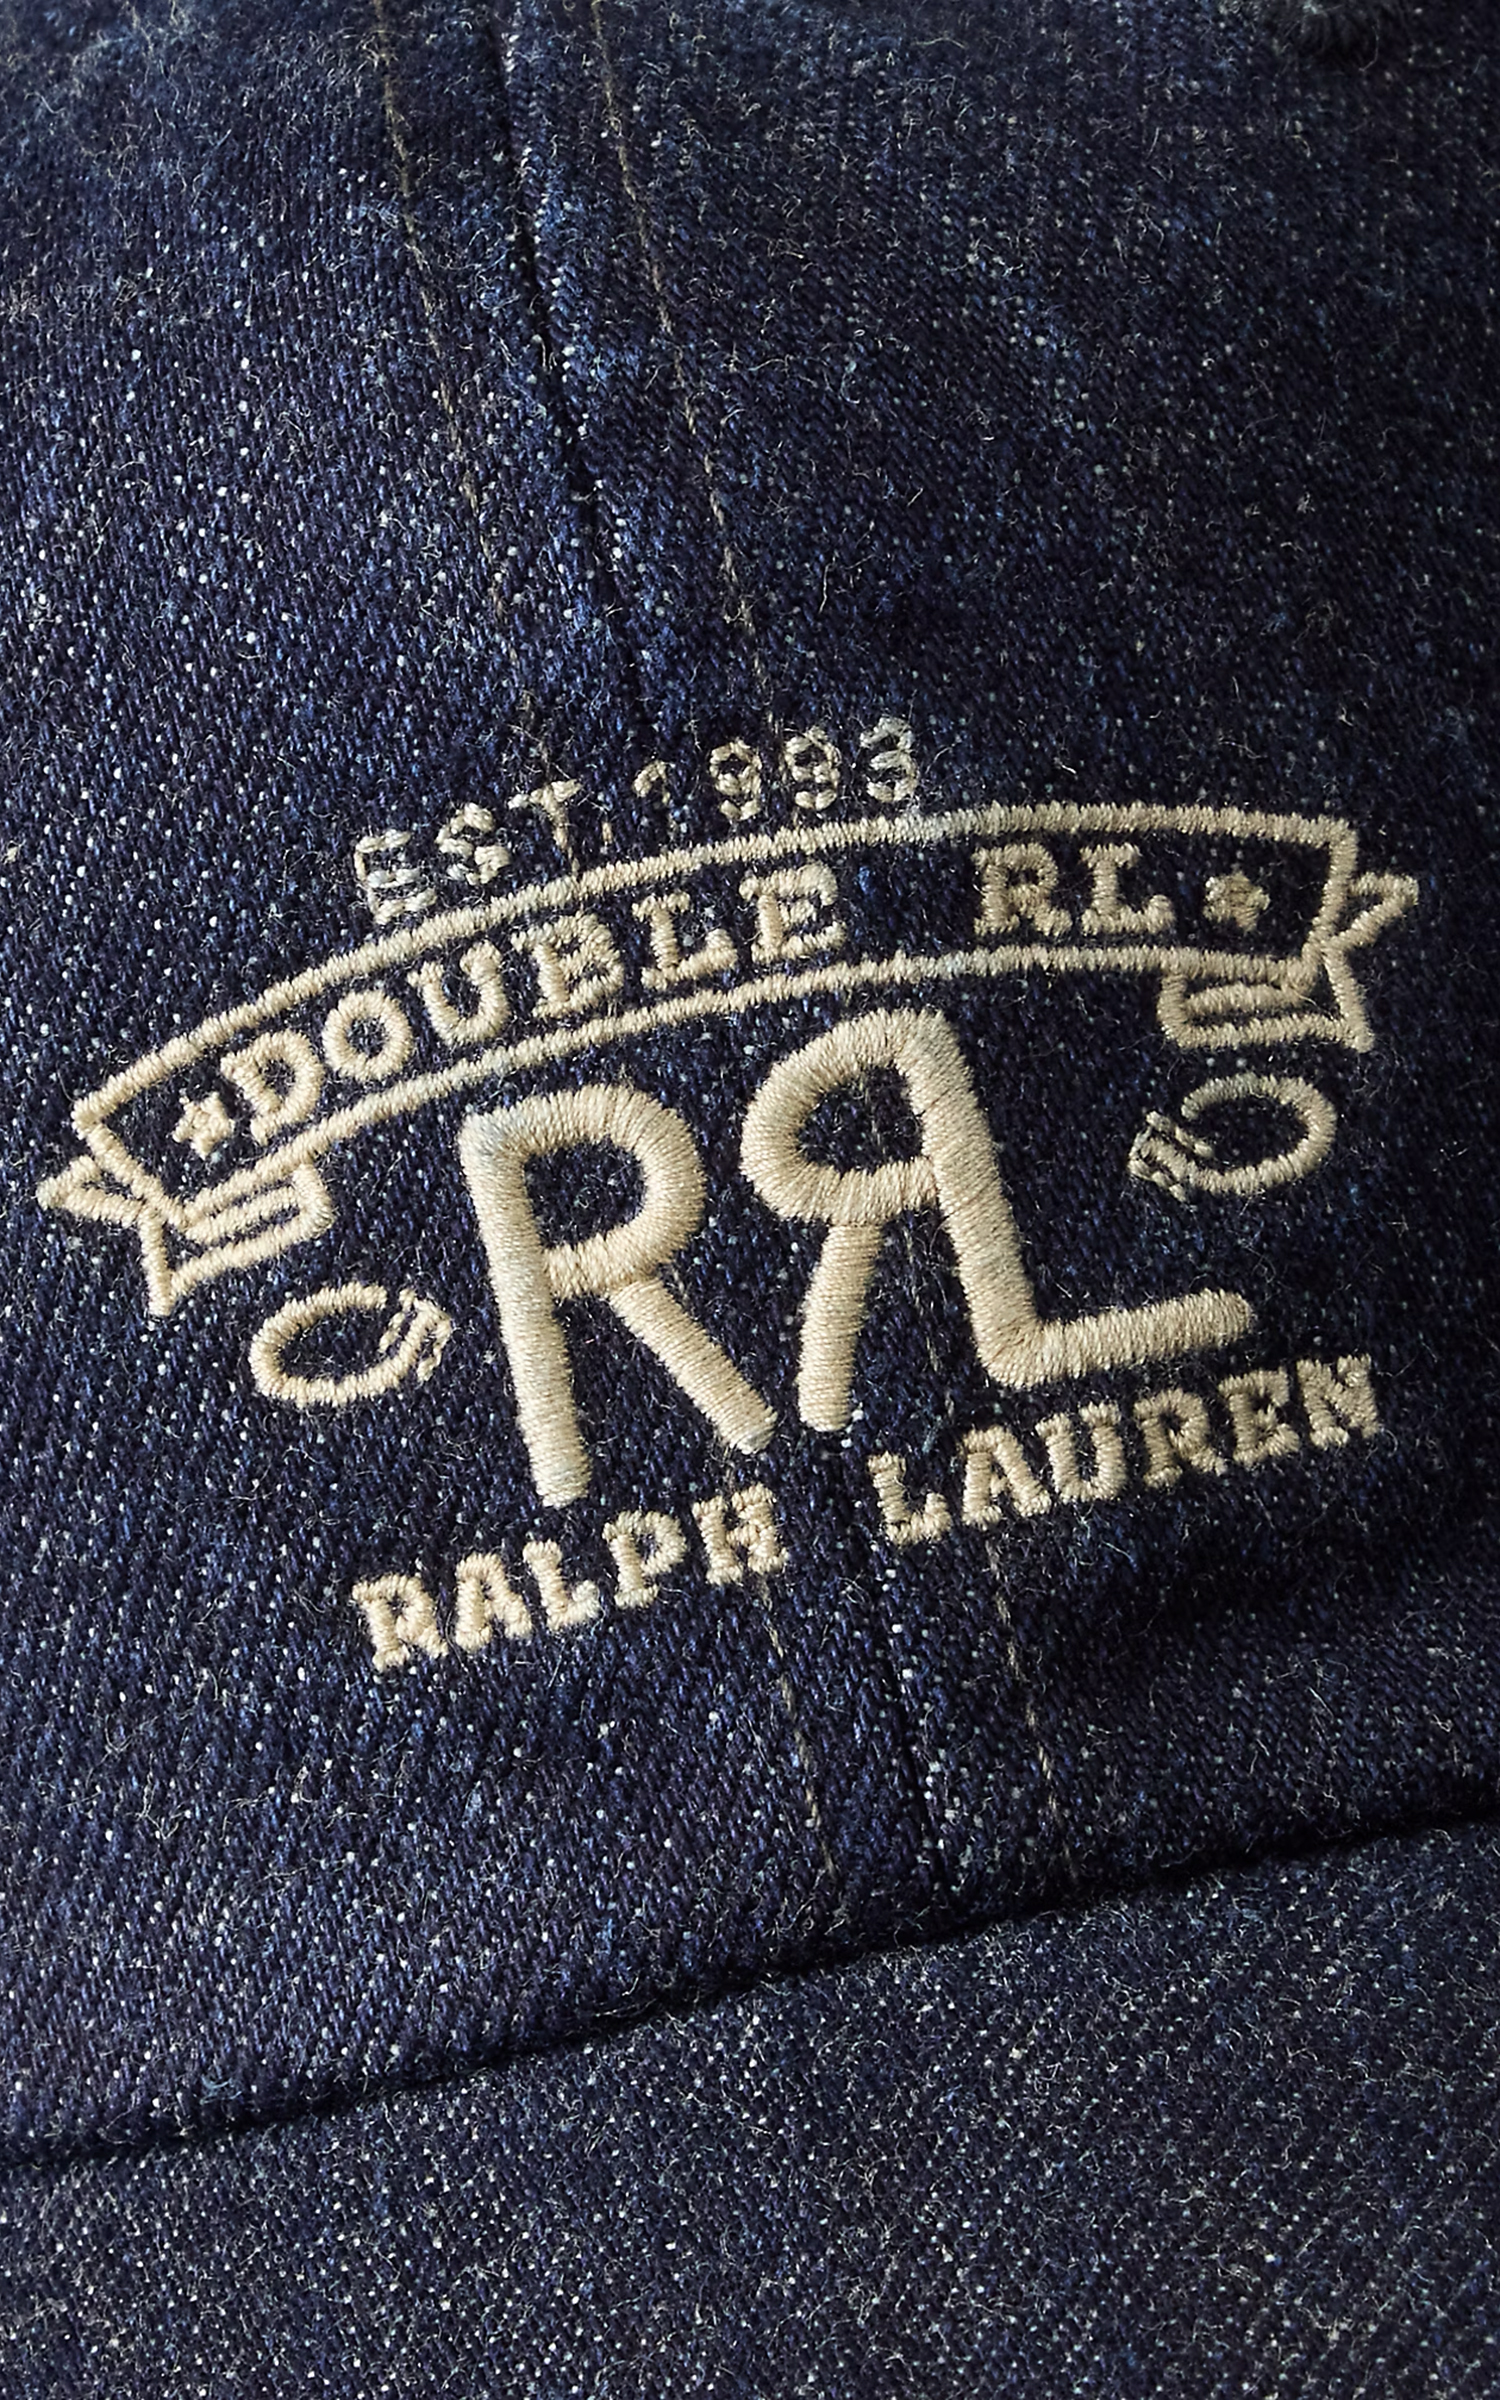 EST. 1993
DOUBLE RL
RRL
RALPH LAUREN